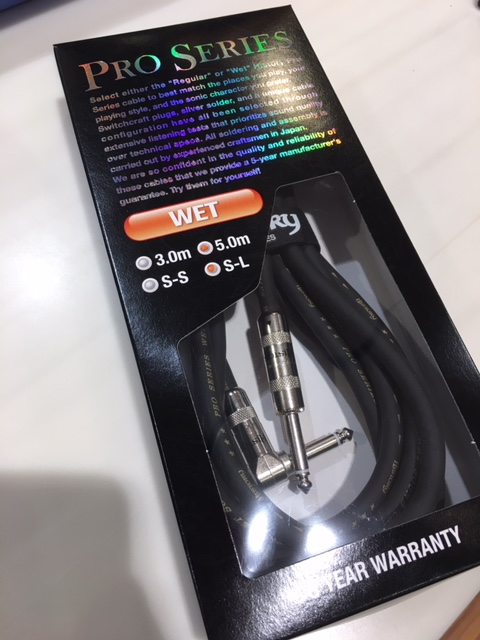 PRO SERIES
Select either the "Regular" or "Wet"
Series cable to best match the places you play, your
playing style, and the sonic character you
Switchcraft plugs, silver solder, and cable
configuration have all been selected through
extensive listening tests that prioritize sound quality
over technical specs. All soldering and assembly is
carried out by experienced craftsmen in Japan.
We are so confident in the quality and reliability of
these cables that we provide a 5-year manufacturer's
guarantee. Try them for yourself!
WET
3.0m 5.0m
S-S S-L
PRO SERIES
YEAR WARRANTY